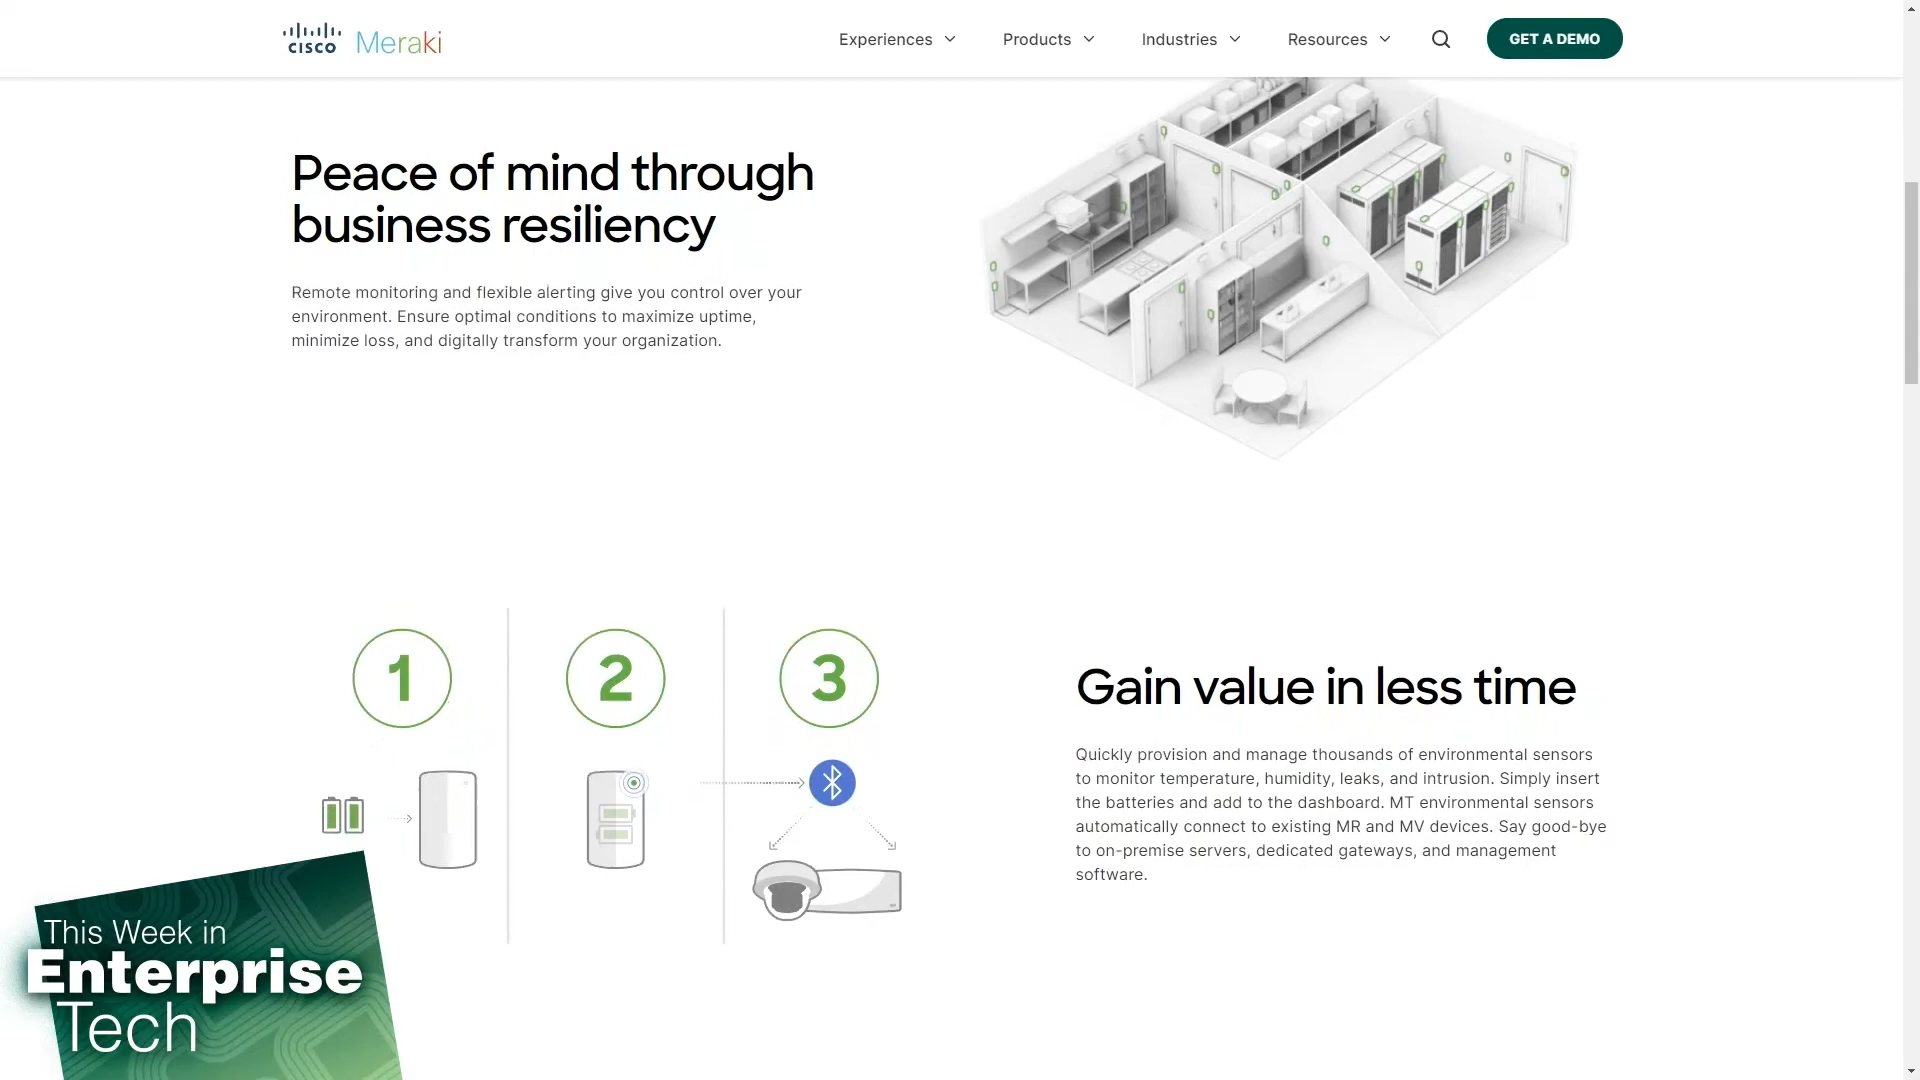 CISCO Meraki
Experiences
Products
Industries
Resources
GET A DEMO
Peace of mind through
business resiliency
Remote monitoring and flexible alerting give you control over your
environment. Ensure optimal conditions to maximize uptime,
minimize loss, and digitally transform your organization.
1
2
3
Gain value in less time
Quickly provision and manage thousands of environmental sensors
to monitor temperature, humidity, leaks, and intrusion. Simply insert
the batteries and add to the dashboard. MT environmental sensors
automatically connect to existing MR and MV devices. Say good-bye
to on-premise servers, dedicated gateways, and management
software.
This Week in
Enterprise
Tech